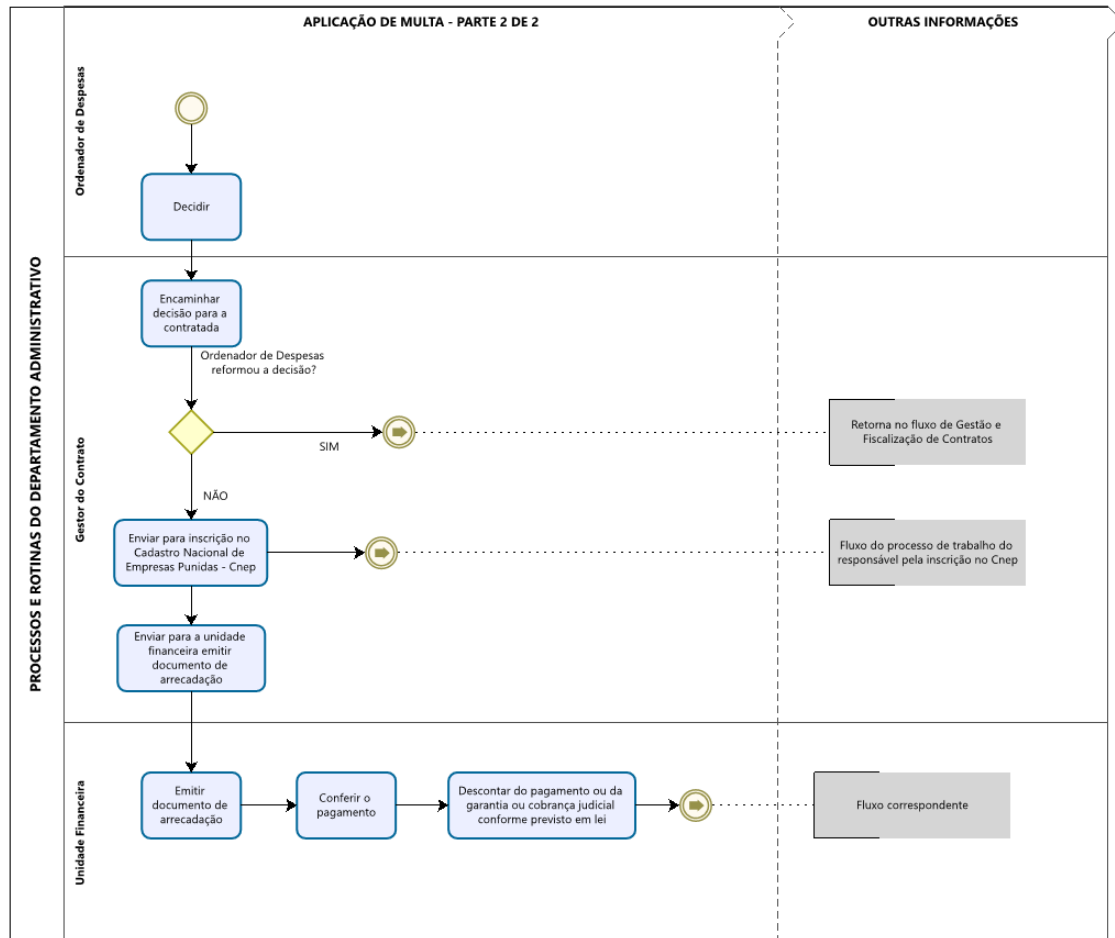 APLICAÇÃO DE MULTA - PARTE 2 DE 2
OUTRAS INFORMAÇÕES
PROCESSOS E ROTINAS DO DEPARTAMENTO ADMINISTRATIVO
Ordenador de Despesas
Decidir
Gestor do Contrato
Encaminhar
decisão para a
contratada
Ordenador de Despesas
reformou a decisão?
SIM
Retorna no fluxo de Gestão e
Fiscalização de Contratos
NÃO
Enviar para inscrição no
Cadastro Nacional de
Empresas Punidas - Cnep
Fluxo do processo de trabalho do
responsável pela inscrição no Cnep
Enviar para a unidade
financeira emitir
documento de
arrecadação
Unidade Financeira
Emitir
documento de
arrecadação
Conferir o
pagamento
Descontar do pagamento ou da
garantia ou cobrança judicial
conforme previsto em lei
Fluxo correspondente